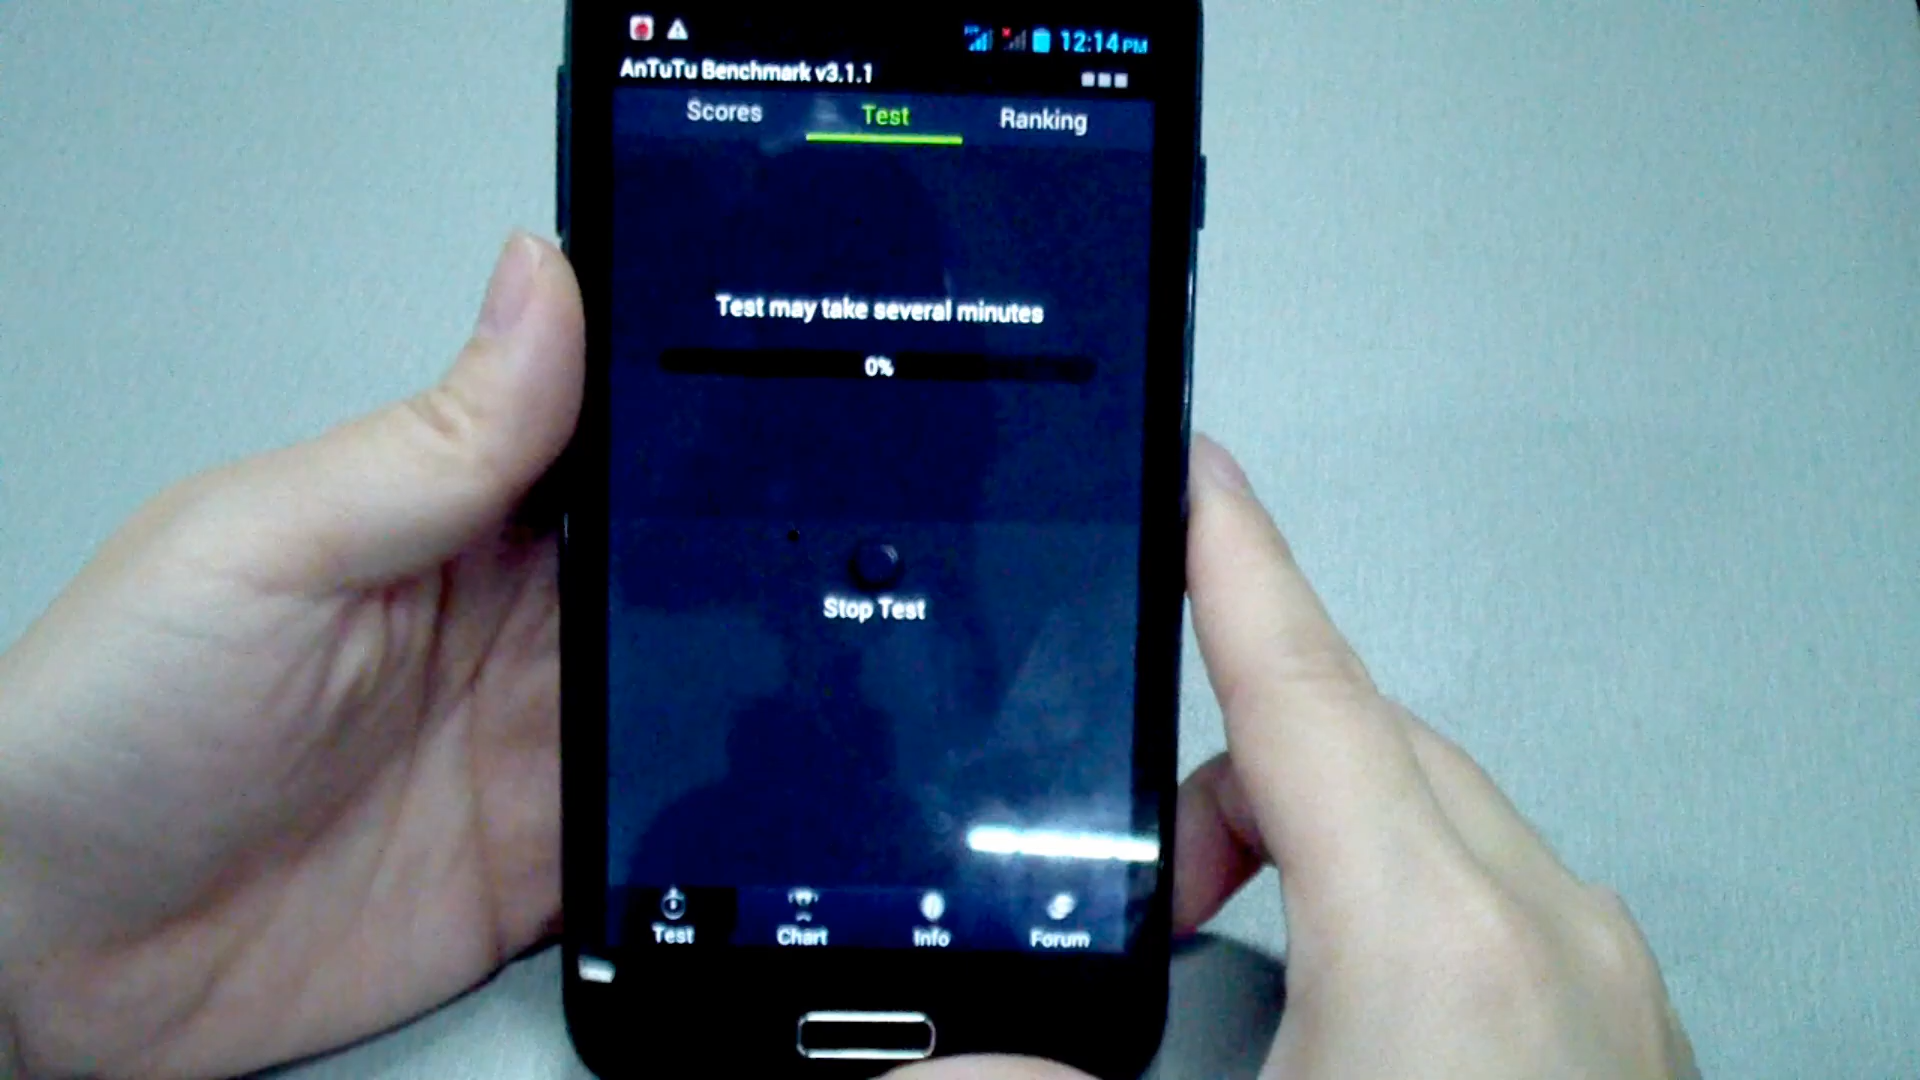 12:14 PM
AnTuTu Benchmark v3.1.1
Scores Test Ranking
Test may take several minutes
0%
Stop Test
Test Chart Info Forum